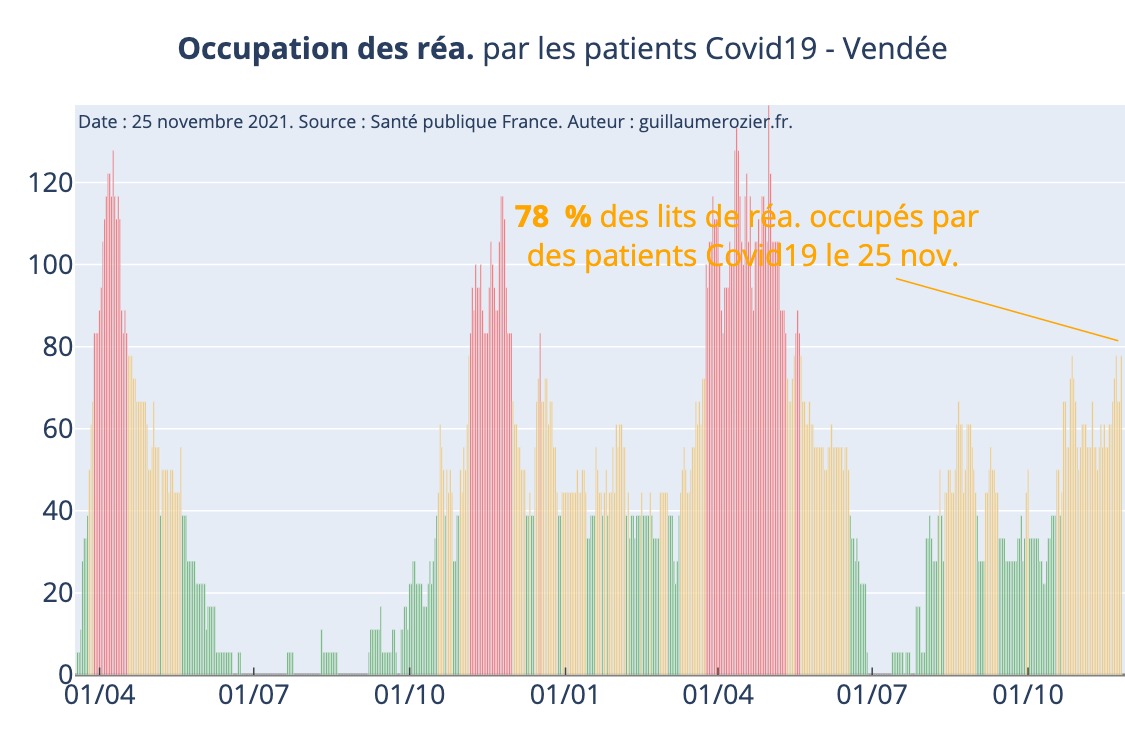 Occupation des réa. par les patients Covid19 - Vendée
Date : 25 novembre 2021. Source : Santé publique France. Auteur : guillaumerozier.fr.
78 % des lits de réa. occupés par
des patients Covid19 le 25 nov.
120
100
80
60
40
20
0
01/04 01/07 01/10 01/01 01/04 01/07 01/10